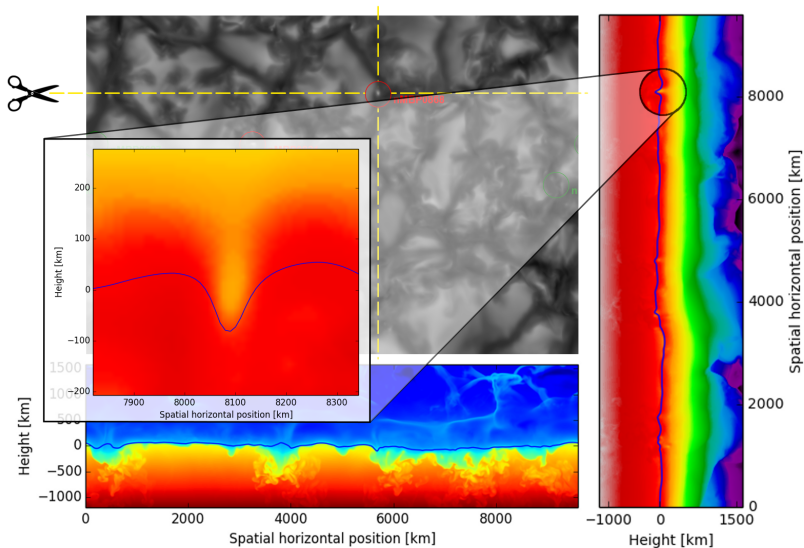 200
100
0
−100
−200
Height [km]
7900 8000 8100 8200 8300
Spatial horizontal position [km]
1500
1000
500
0
−500
−1000
Height [km]
0 2000 4000 6000 8000
Spatial horizontal position [km]
8000
6000
4000
2000
0
Spatial horizontal position [km]
−1000 0 1500
Height [km]